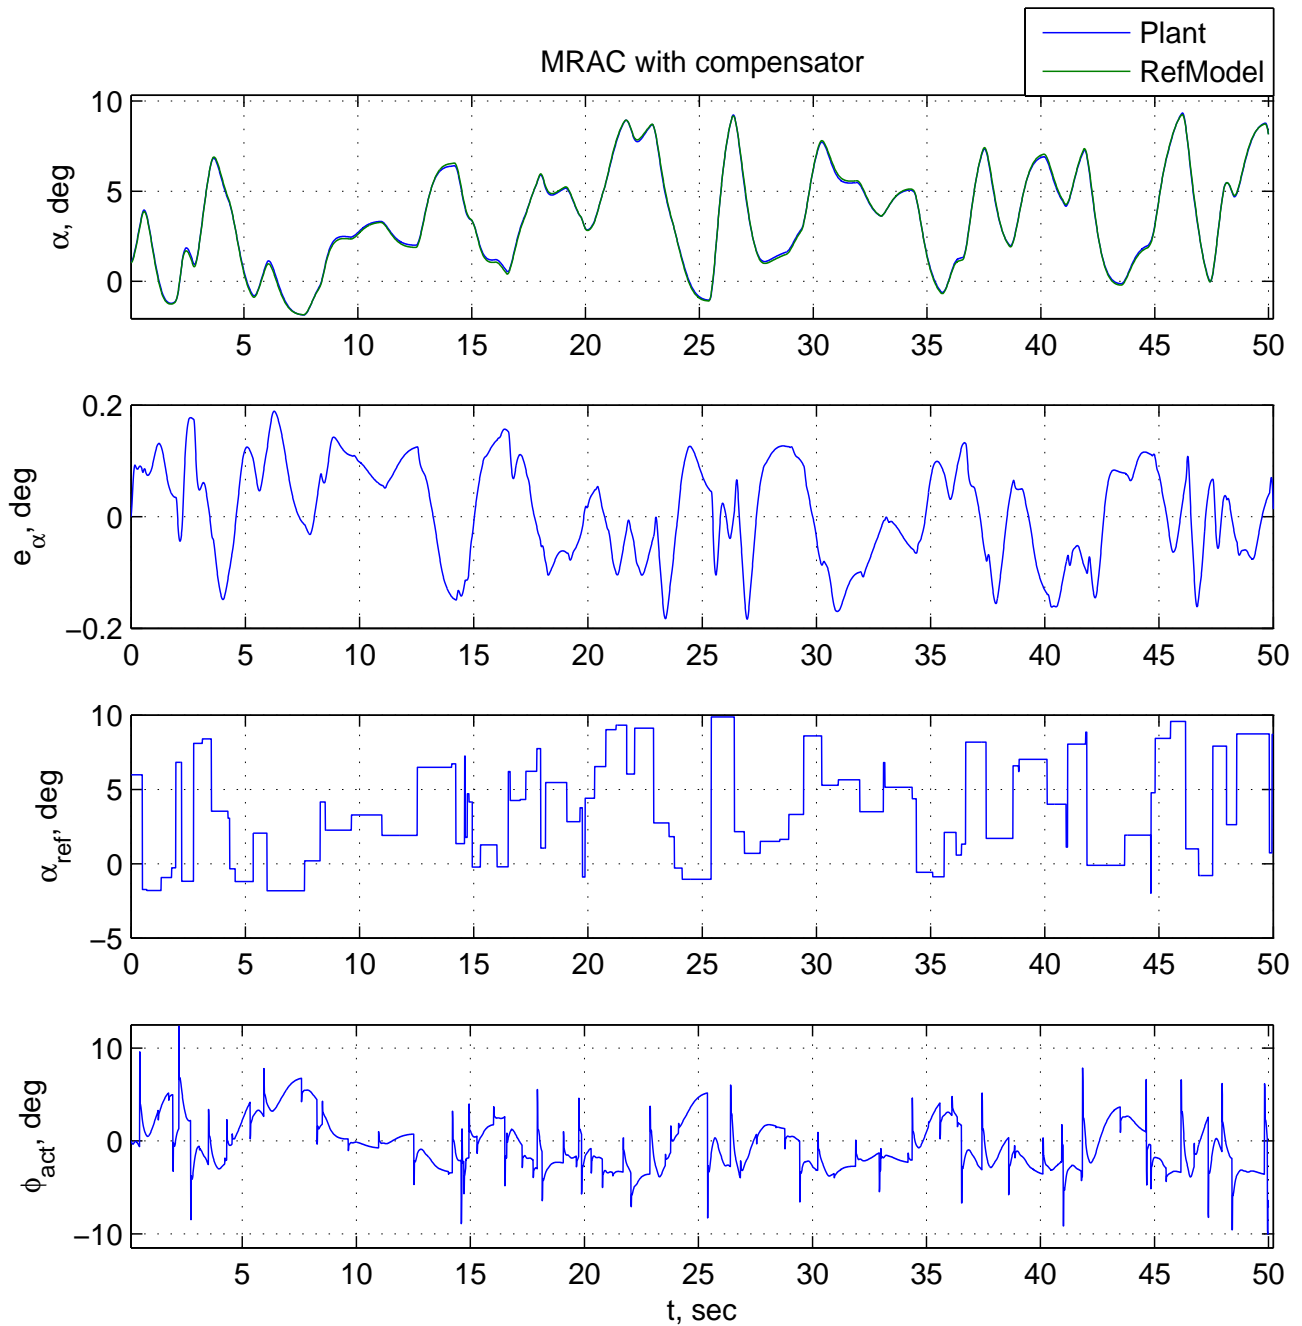 Plant
RefModel
MRAC with compensator
α, deg
10
5
0
5 10 15 20 25 30 35 40 45 50
e_α, deg
0.2
0
−0.2
0 5 10 15 20 25 30 35 40 45 50
α_ref, deg
10
5
0
−5
0 5 10 15 20 25 30 35 40 45 50
ϕ_act, deg
10
0
−10
5 10 15 20 25 30 35 40 45 50
t, sec